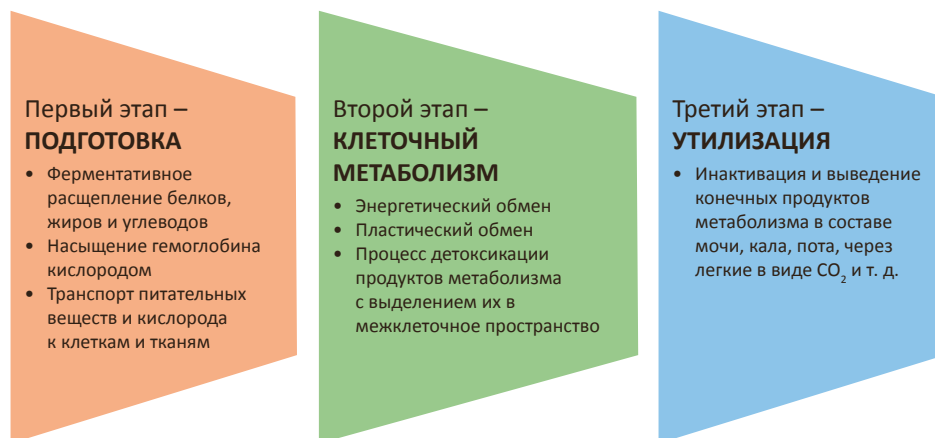 Первый этап –
ПОДГОТОВКА
• Ферментативное
расщепление белков,
жиров и углеводов
• Насыщение гемоглобина
кислородом
• Транспорт питательных
веществ и кислорода
к клеткам и тканям
Второй этап –
КЛЕТОЧНЫЙ
МЕТАБОЛИЗМ
• Энергетический обмен
• Пластический обмен
• Процесс детоксикации
продуктов метаболизма
с выделением их в
межклеточное пространство
Третий этап –
УТИЛИЗАЦИЯ
• Инактивация и выведение
конечных продуктов
метаболизма в составе
мочи, кала, пота, через
легкие в виде CO₂ и т. д.